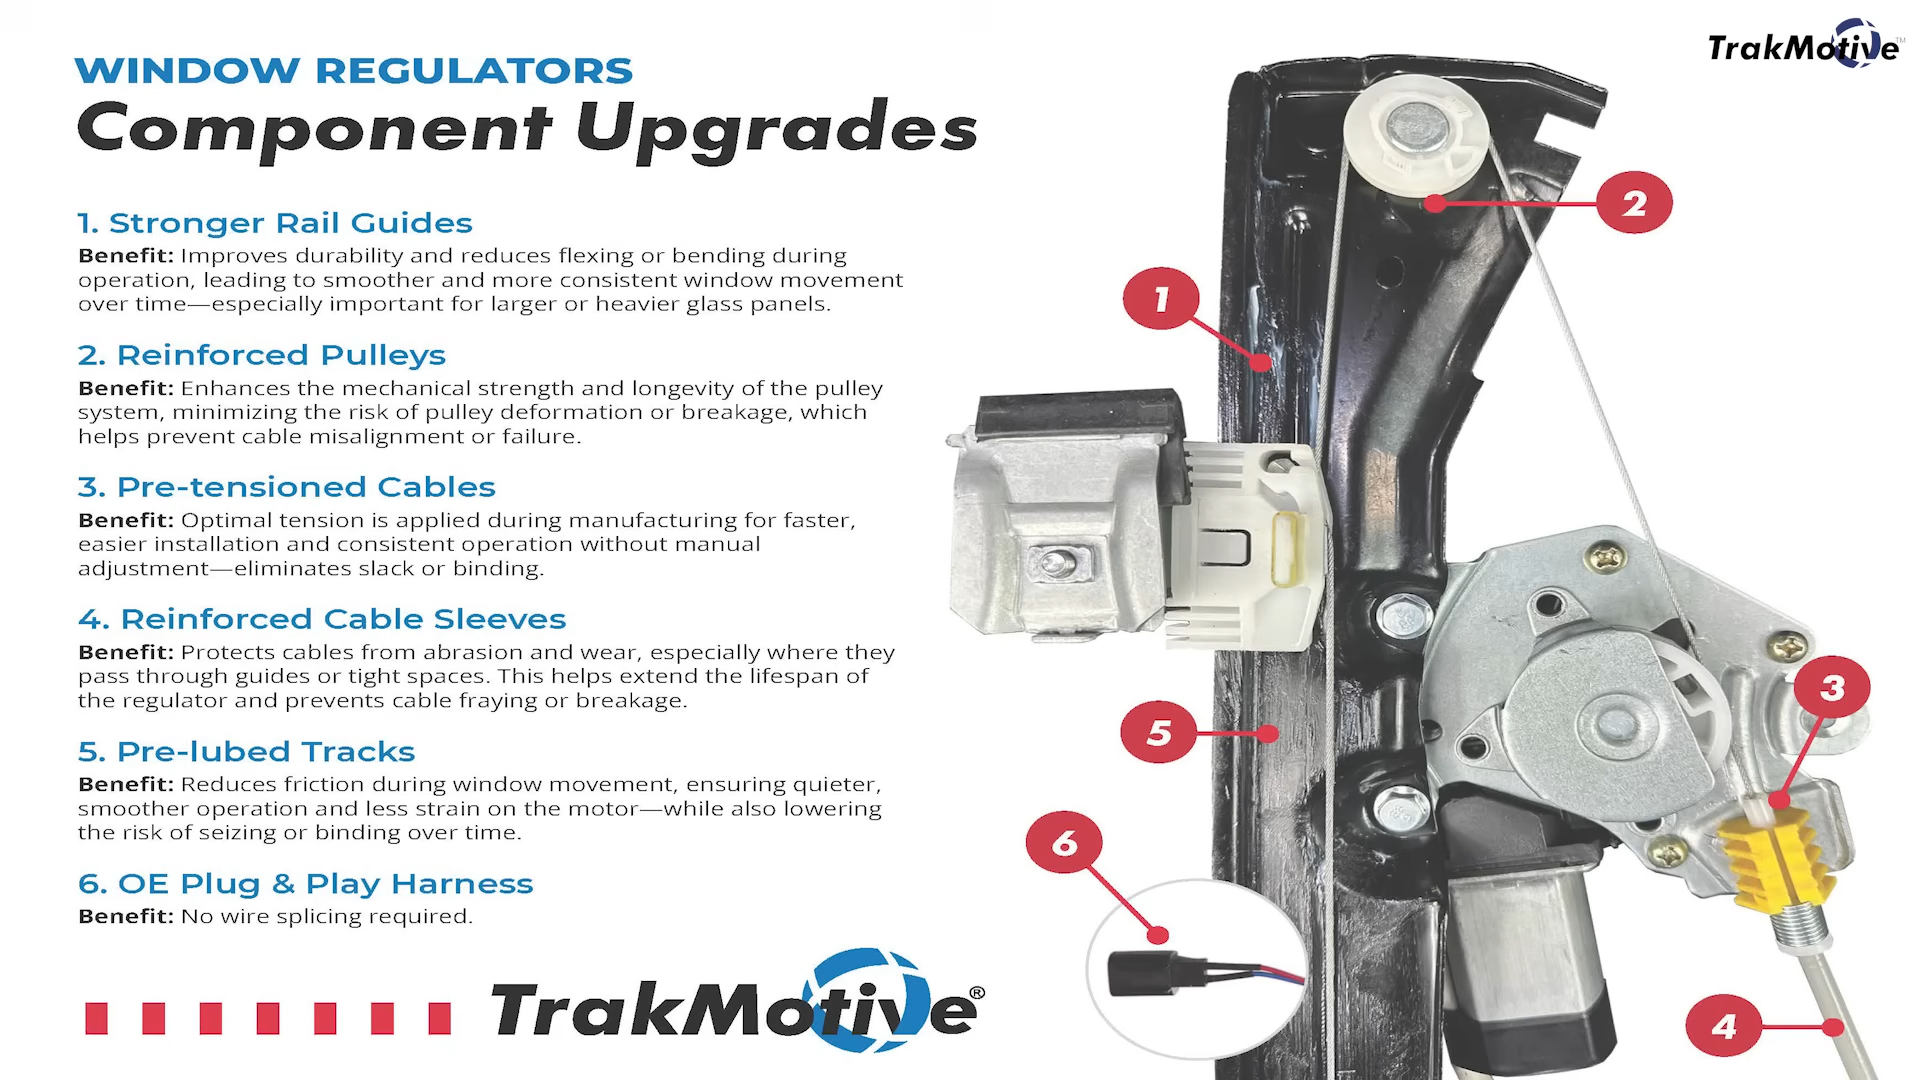 TrakMotive™
WINDOW REGULATORS
Component Upgrades
1. Stronger Rail Guides
Benefit: Improves durability and reduces flexing or bending during
operation, leading to smoother and more consistent window movement
over time—especially important for larger or heavier glass panels.
2. Reinforced Pulleys
Benefit: Enhances the mechanical strength and longevity of the pulley
system, minimizing the risk of pulley deformation or breakage, which
helps prevent cable misalignment or failure.
3. Pre-tensioned Cables
Benefit: Optimal tension is applied during manufacturing for faster,
easier installation and consistent operation without manual
adjustment—eliminates slack or binding.
4. Reinforced Cable Sleeves
Benefit: Protects cables from abrasion and wear, especially where they
pass through guides or tight spaces. This helps extend the lifespan of
the regulator and prevents cable fraying or breakage.
5. Pre-lubed Tracks
Benefit: Reduces friction during window movement, ensuring quieter,
smoother operation and less strain on the motor—while also lowering
the risk of seizing or binding over time.
6. OE Plug & Play Harness
Benefit: No wire splicing required.
TrakMotive®
2
1
3
5
6
4